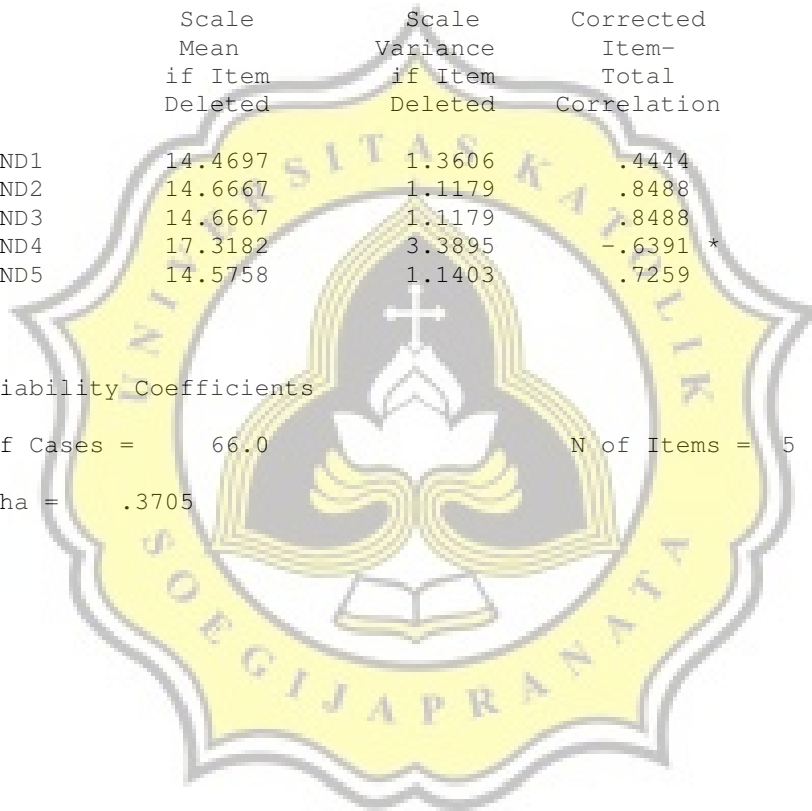 Scale Scale Corrected
Mean Variance Item-
if Item if Item Total
Deleted Deleted Correlation
ND1 14.4697 1.3606 .4444
ND2 14.6667 1.1179 .8488
ND3 14.6667 1.1179 .8488
ND4 17.3182 3.3895 -.6391 *
ND5 14.5758 1.1403 .7259
iability Coefficients
f Cases = 66.0 N of Items = 5
ha = .3705
UNIVERSITAS KATOLIK
SOEGIJAPRANATA